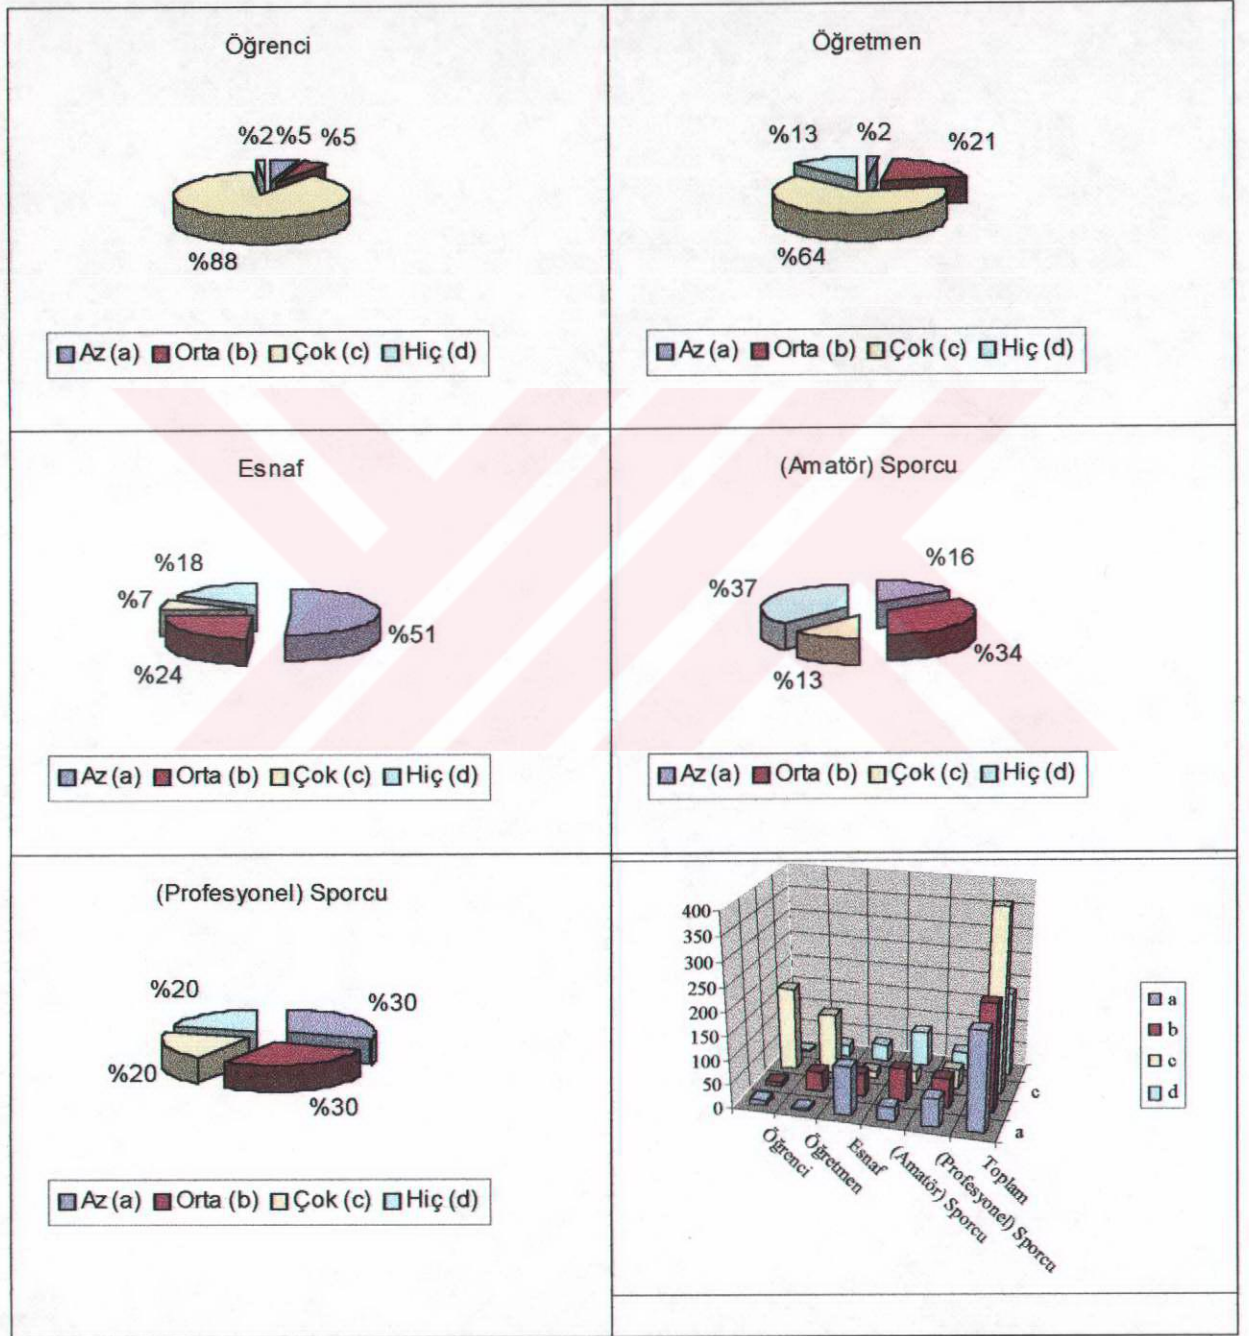 Öğrenci
%2 %5 %5
%88
Az (a) Orta (b) Çok (c) Hiç (d)
Öğretmen
%13 %2 %21
%64
Az (a) Orta (b) Çok (c) Hiç (d)
Esnaf
%18
%7
%51
%24
Az (a) Orta (b) Çok (c) Hiç (d)
(Amatör) Sporcu
%16
%37
%34
%13
Az (a) Orta (b) Çok (c) Hiç (d)
(Profesyonel) Sporcu
%20 %30
%20
%30
Az (a) Orta (b) Çok (c) Hiç (d)
400
350
300
250
200
150
100
50
0
Öğrenci
Öğretmen
Esnaf
(Amatör) Sporcu
(Profesyonel) Sporcu
Toplam
c
a
a
b
c
d